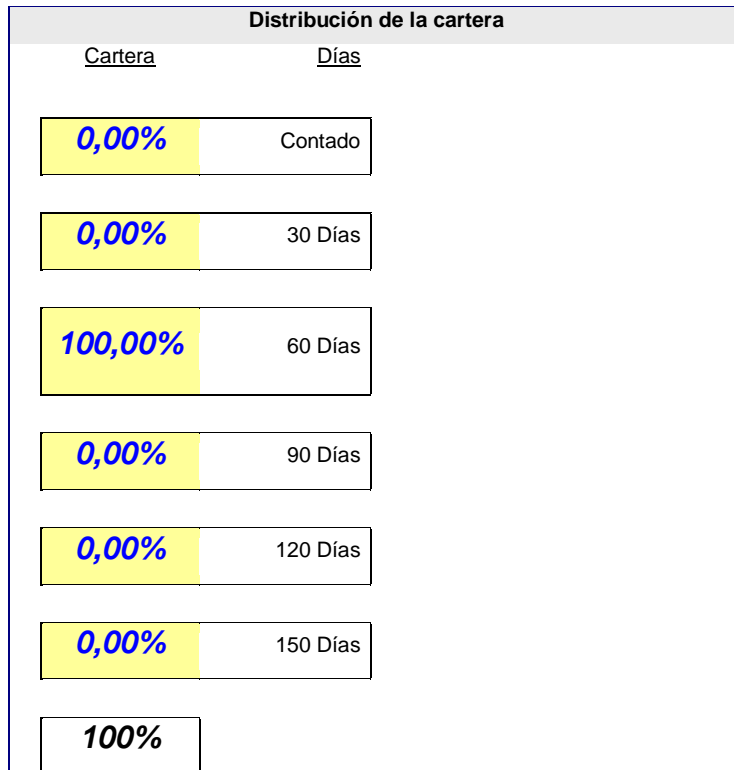 Distribución de la cartera
Cartera Días
0,00% Contado
0,00% 30 Días
100,00% 60 Días
0,00% 90 Días
0,00% 120 Días
0,00% 150 Días
100%